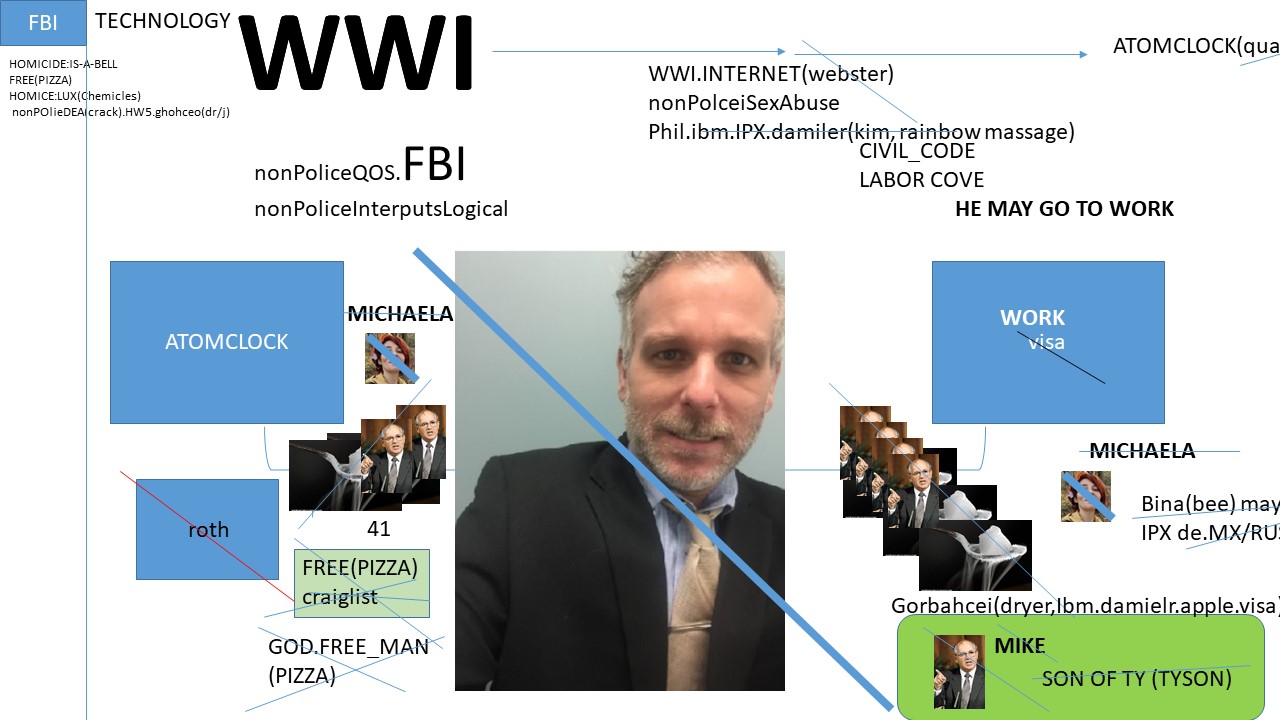 FBI
TECHNOLOGY
WWI
HOMICIDE:IS-A-BELL
FREE(PIZZA)
HOMICE:LUX(Chemicles)
nonPOlieDEA(crack).HW5.ghohceo(dr/j)
ATOMCLOCK(qua
WWI.INTERNET(webster)
nonPolceiSexAbuse
Phil.ibm.IPX.damiler(kim, rainbow massage)
CIVIL_CODE
LABOR COVE
HE MAY GO TO WORK
nonPoliceQOS.FBI
nonPoliceInterputsLogical
ATOMCLOCK
MICHAELA
WORK
visa
MICHAELA
roth
41
FREE(PIZZA)
craiglist
GOD.FREE_MAN
(PIZZA)
Bina(bee) may
IPX de.MX/RUS
Gorbahcei(dryer,Ibm.damielr.apple.visa)
MIKE
SON OF TY (TYSON)